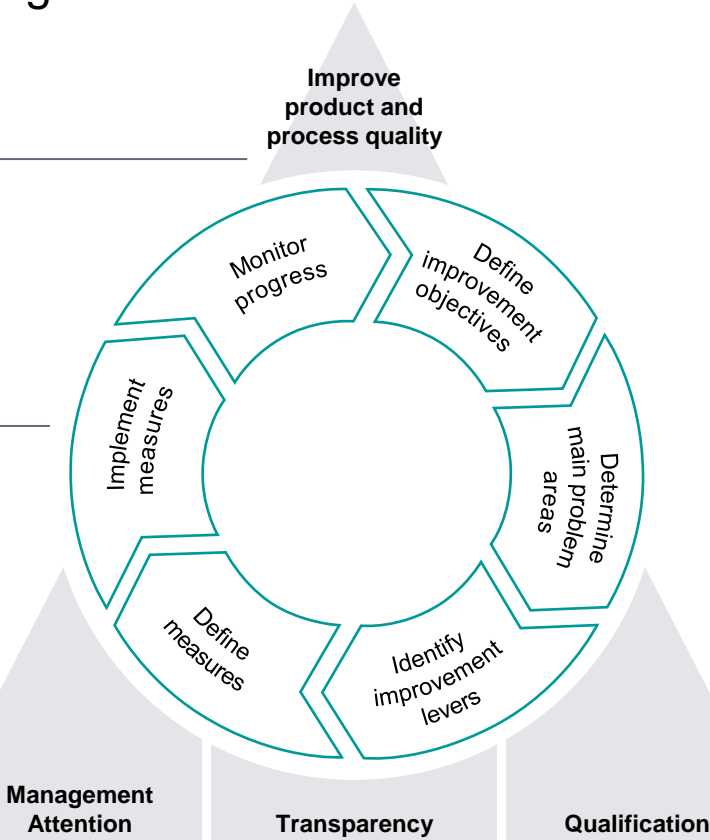 Improve
product and
process quality
Monitor
progress
Define
improvement
objectives
Determine
main problem
areas
Identify
improvement
levers
Define
measures
Implement
measures
Management
Attention
Transparency
Qualification